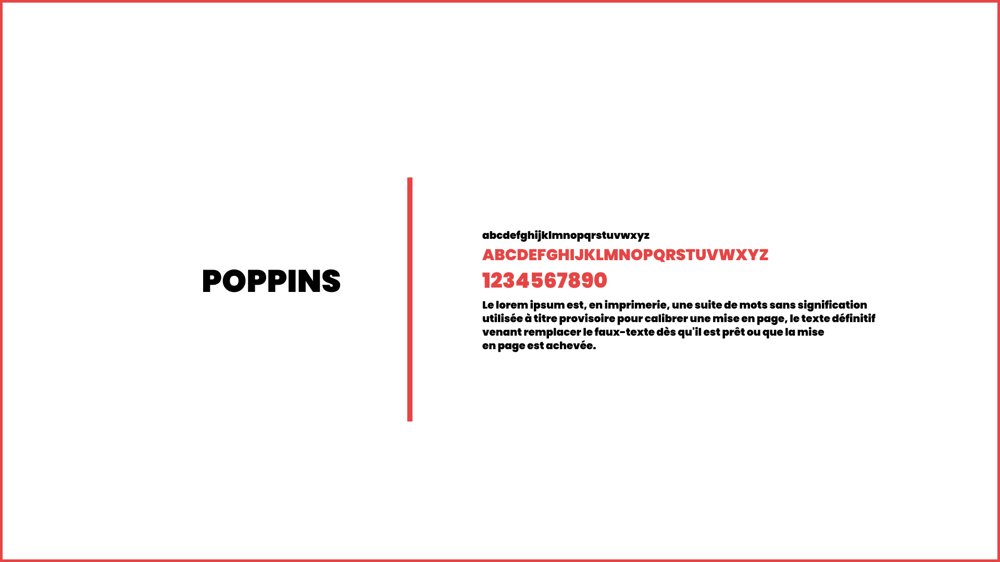 POPPINS
abcdefghijklmnopqrstuvwxyz
ABCDEFGHIJKLMNOPQRSTUVWXYZ
1234567890
Le lorem ipsum est, en imprimerie, une suite de mots sans signification
utilisée à titre provisoire pour calibrer une mise en page, le texte définitif
venant remplacer le faux-texte dès qu'il est prêt ou que la mise
en page est achevée.